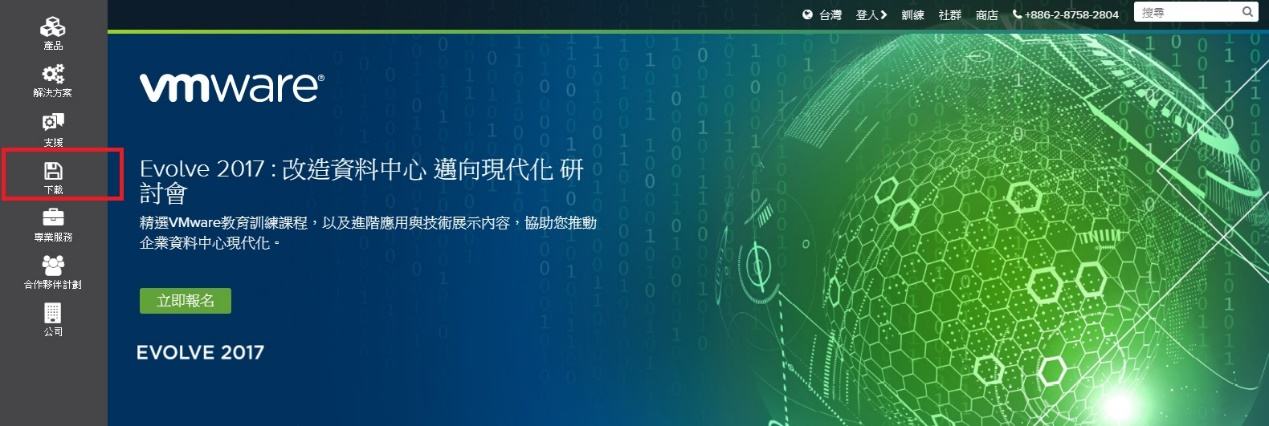 台灣 登入 訓練 社群 商店 +886-2-8758-2804 搜尋
產品
解決方案
支援
下載
專業服務
合作夥伴計劃
公司
vmware®
Evolve 2017 : 改造資料中心 邁向現代化 研
討會
精選VMware教育訓練課程，以及進階應用與技術展示內容，協助您推動
企業資料中心現代化。
立即報名
EVOLVE 2017